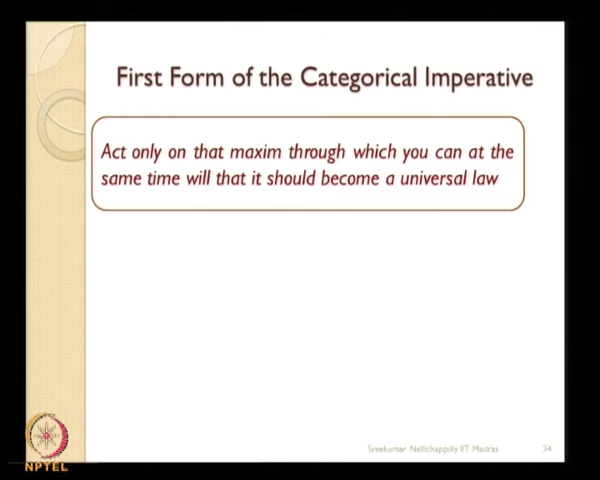 First Form of the Categorical Imperative
Act only on that maxim through which you can at the
same time will that it should become a universal law
Sreekumar Nellickappilly IIT Madras 34
NPTEL